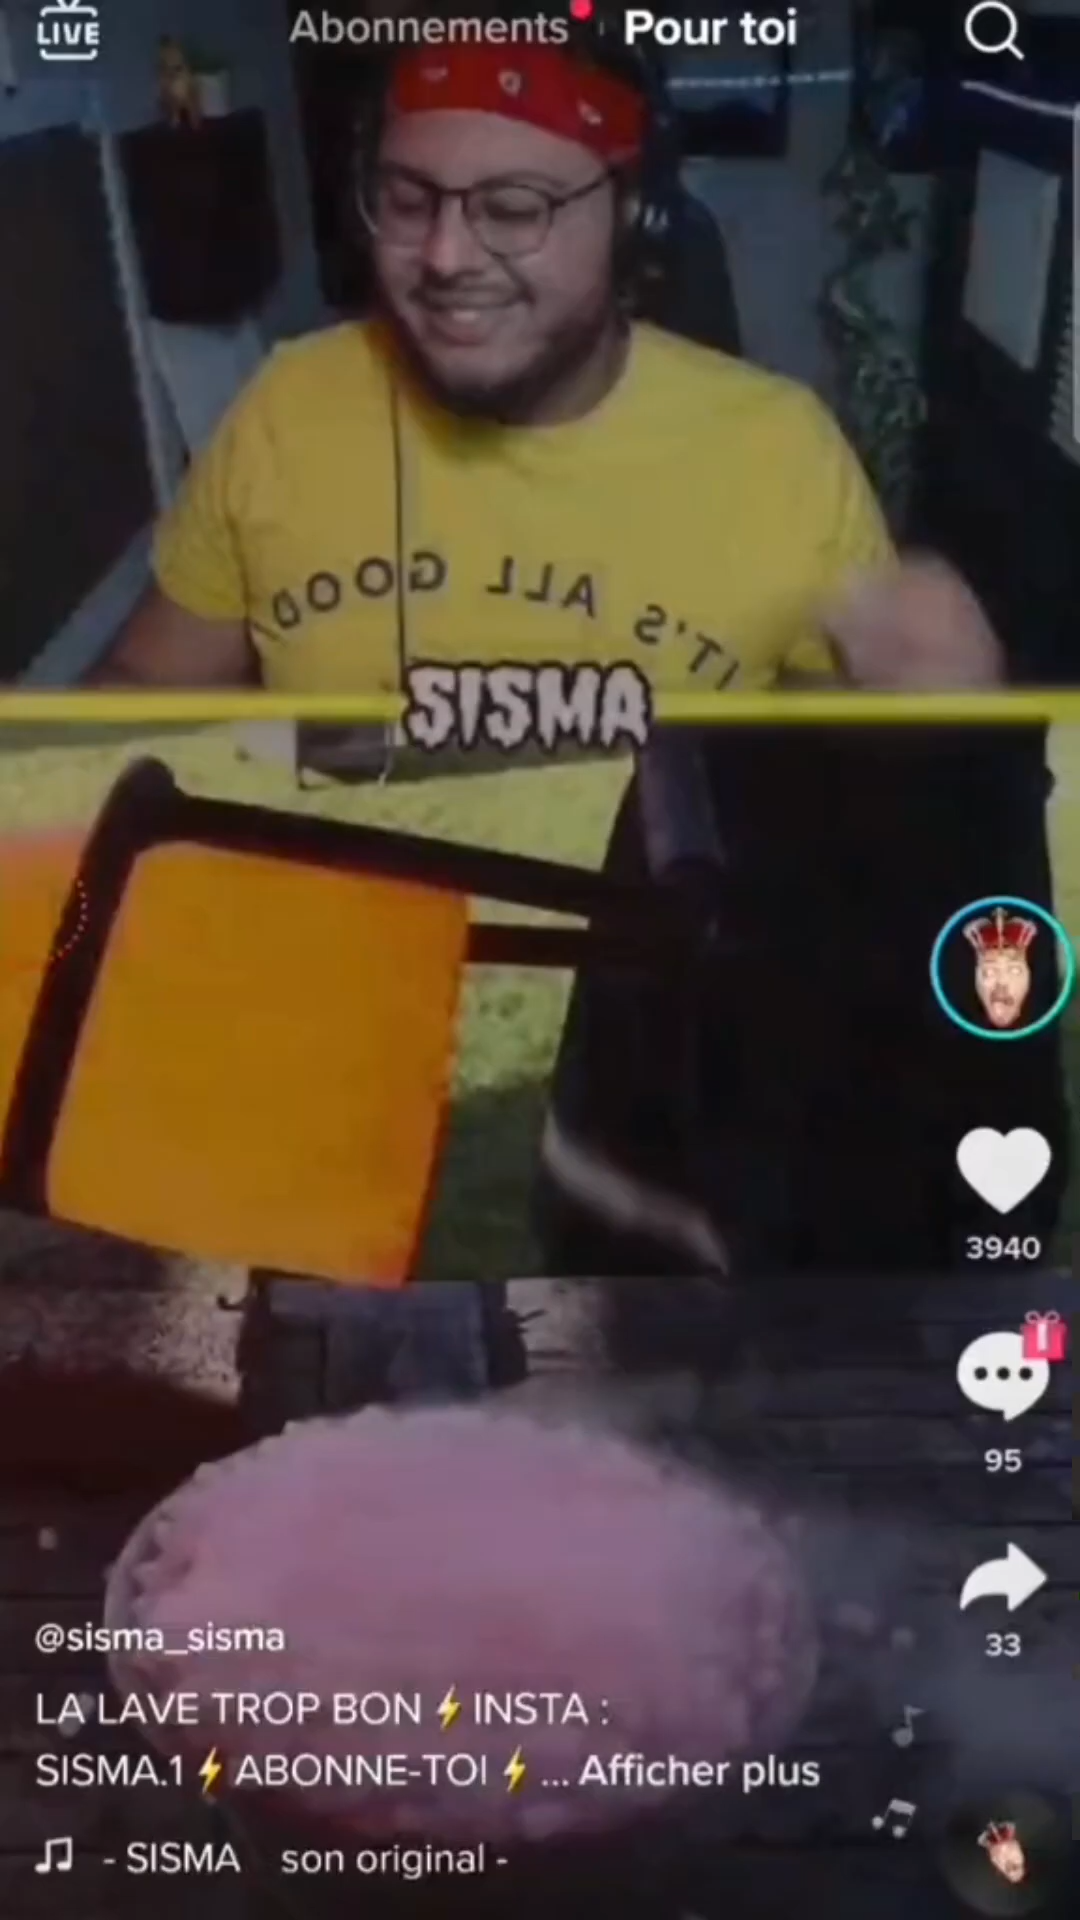 LIVE
Abonnements
Pour toi
IT'S ALL GOOD
SISMA
3940
95
33
@sisma_sisma
LA LAVE TROP BON ⚡ INSTA :
SISMA.1 ⚡ ABONNE-TOI ⚡ ... Afficher plus
- SISMA son original -